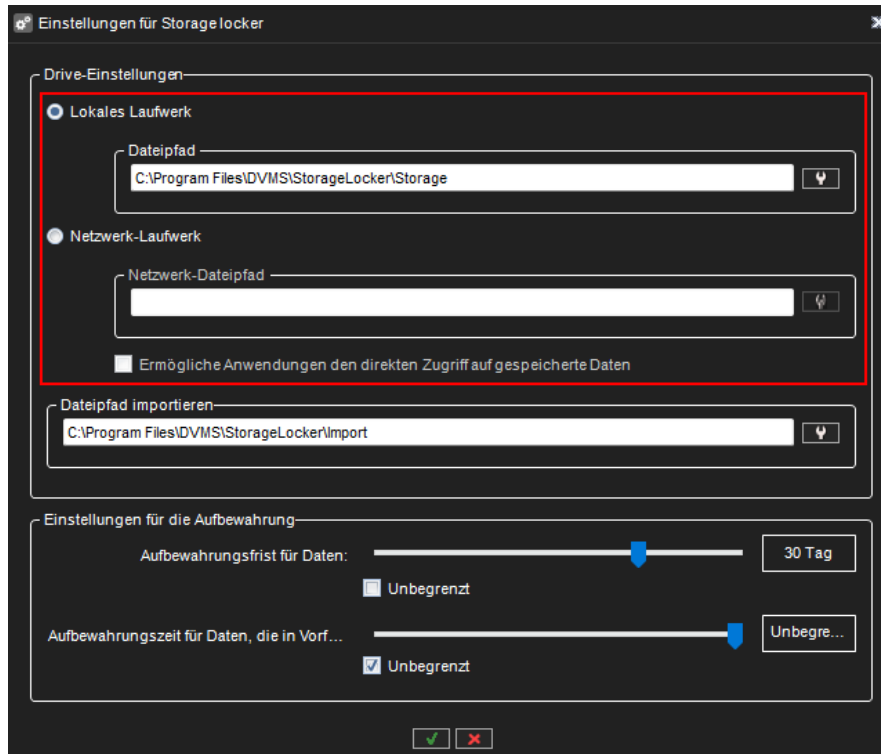 Einstellungen für Storage locker
Drive-Einstellungen
Lokales Laufwerk
Dateipfad
C:\Program Files\DVMS\StorageLocker\Storage
Netzwerk-Laufwerk
Netzwerk-Dateipfad
Ermögliche Anwendungen den direkten Zugriff auf gespeicherte Daten
Dateipfad importieren
C:\Program Files\DVMS\StorageLocker\Import
Einstellungen für die Aufbewahrung
Aufbewahrungsfrist für Daten: 30 Tag
Unbegrenzt
Aufbewahrungszeit für Daten, die in Vorf... Unbegre...
Unbegrenzt